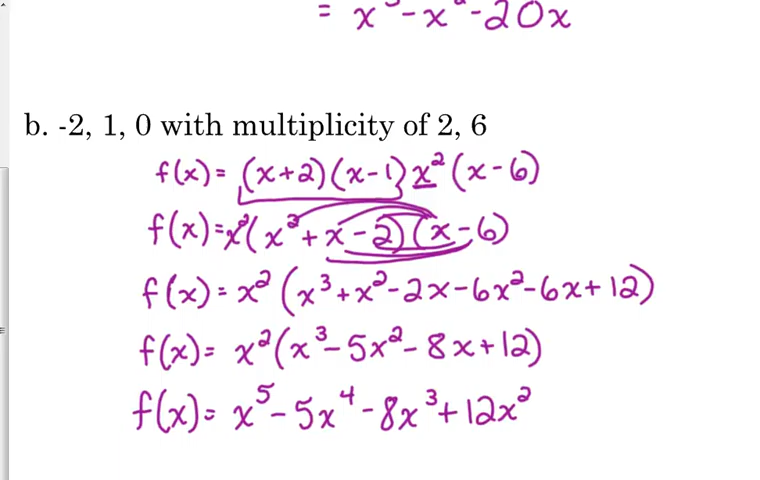 = x³ - x² - 20x
b. -2, 1, 0 with multiplicity of 2, 6
f(x) = (x+2)(x-1) x² (x-6)
f(x) = x²(x² + x - 2)(x - 6)
f(x) = x² (x³ + x² - 2x - 6x² - 6x + 12)
f(x) = x²(x³ - 5x² - 8x + 12)
f(x) = x⁵ - 5x⁴ - 8x³ + 12x²